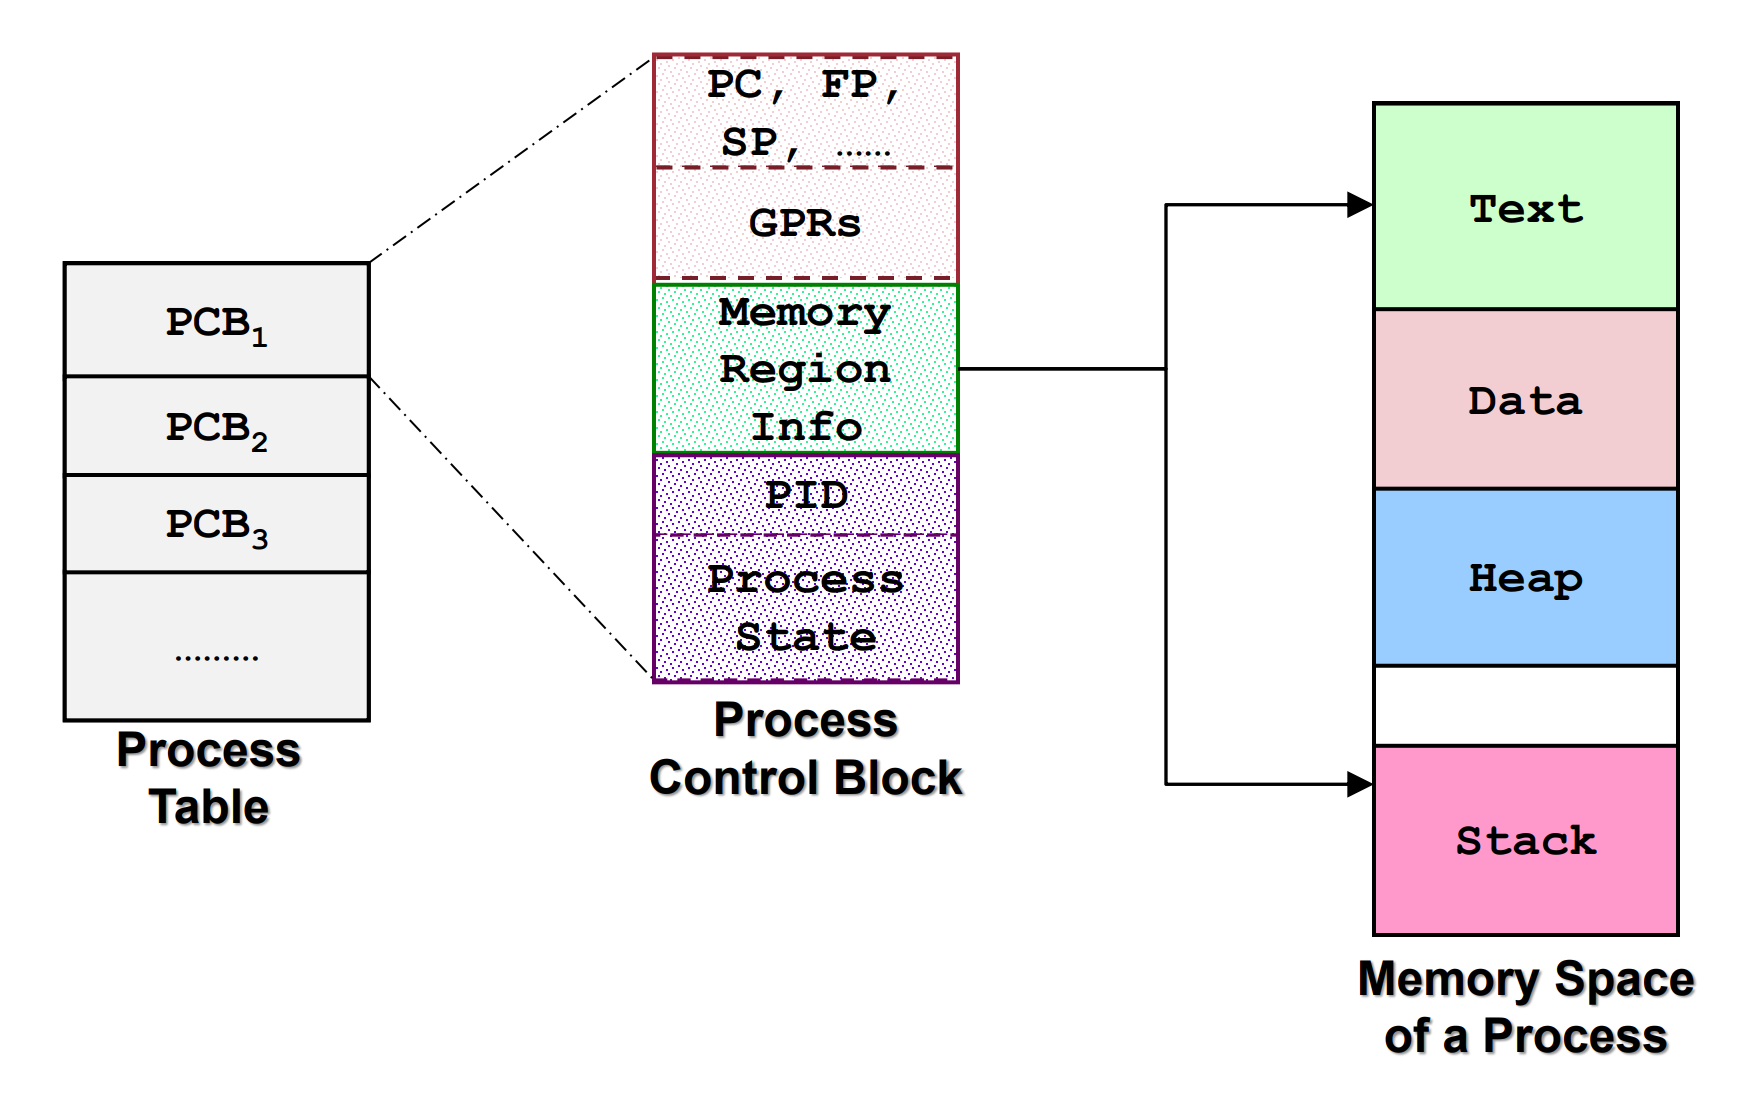 PCB1
PCB2
PCB3
.........
Process
Table
PC, FP,
SP, ......
GPRs
Memory
Region
Info
PID
Process
State
Process
Control Block
Text
Data
Heap
Stack
Memory Space
of a Process